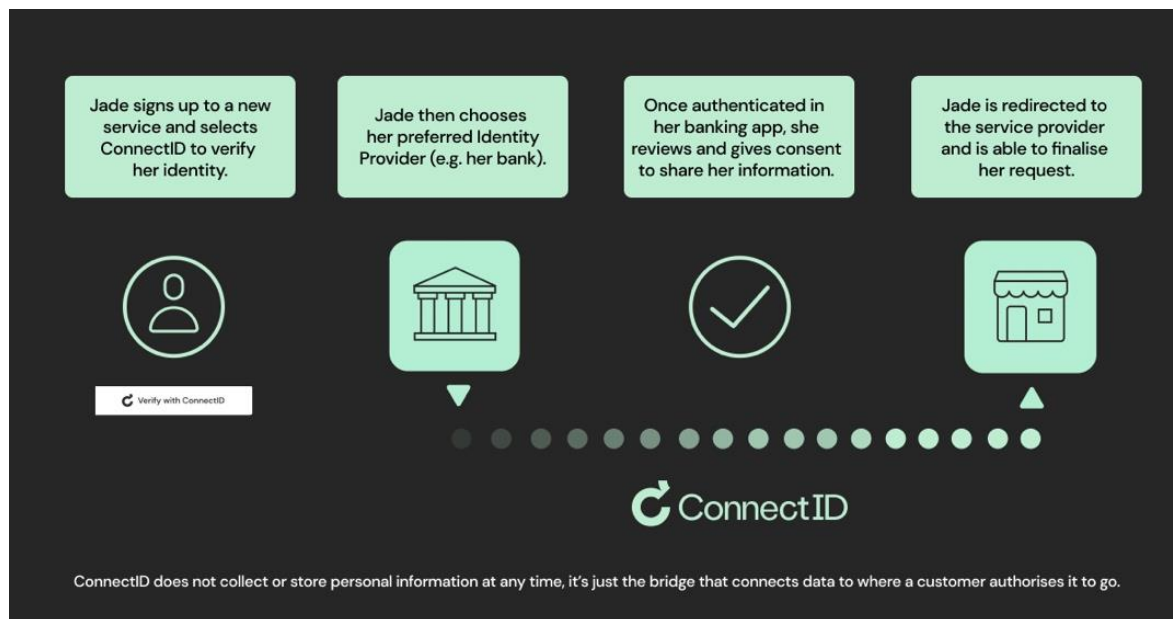 Jade signs up to a new
service and selects
ConnectID to verify
her identity.
Jade then chooses
her preferred Identity
Provider (e.g. her bank).
Once authenticated in
her banking app, she
reviews and gives consent
to share her information.
Jade is redirected to
the service provider
and is able to finalise
her request.
Verify with ConnectID
ConnectID
ConnectID does not collect or store personal information at any time, it’s just the bridge that connects data to where a customer authorises it to go.